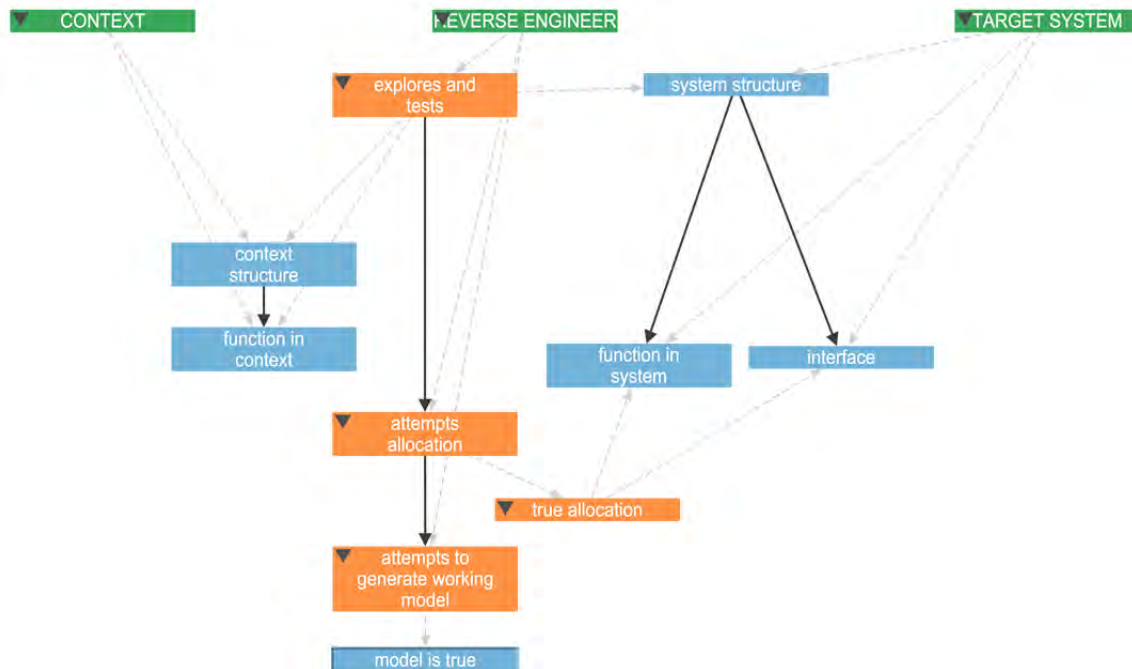 CONTEXT
REVERSE ENGINEER
TARGET SYSTEM
explores and
tests
system structure
context
structure
function in
context
function in
system
interface
attempts
allocation
true allocation
attempts to
generate working
model
model is true